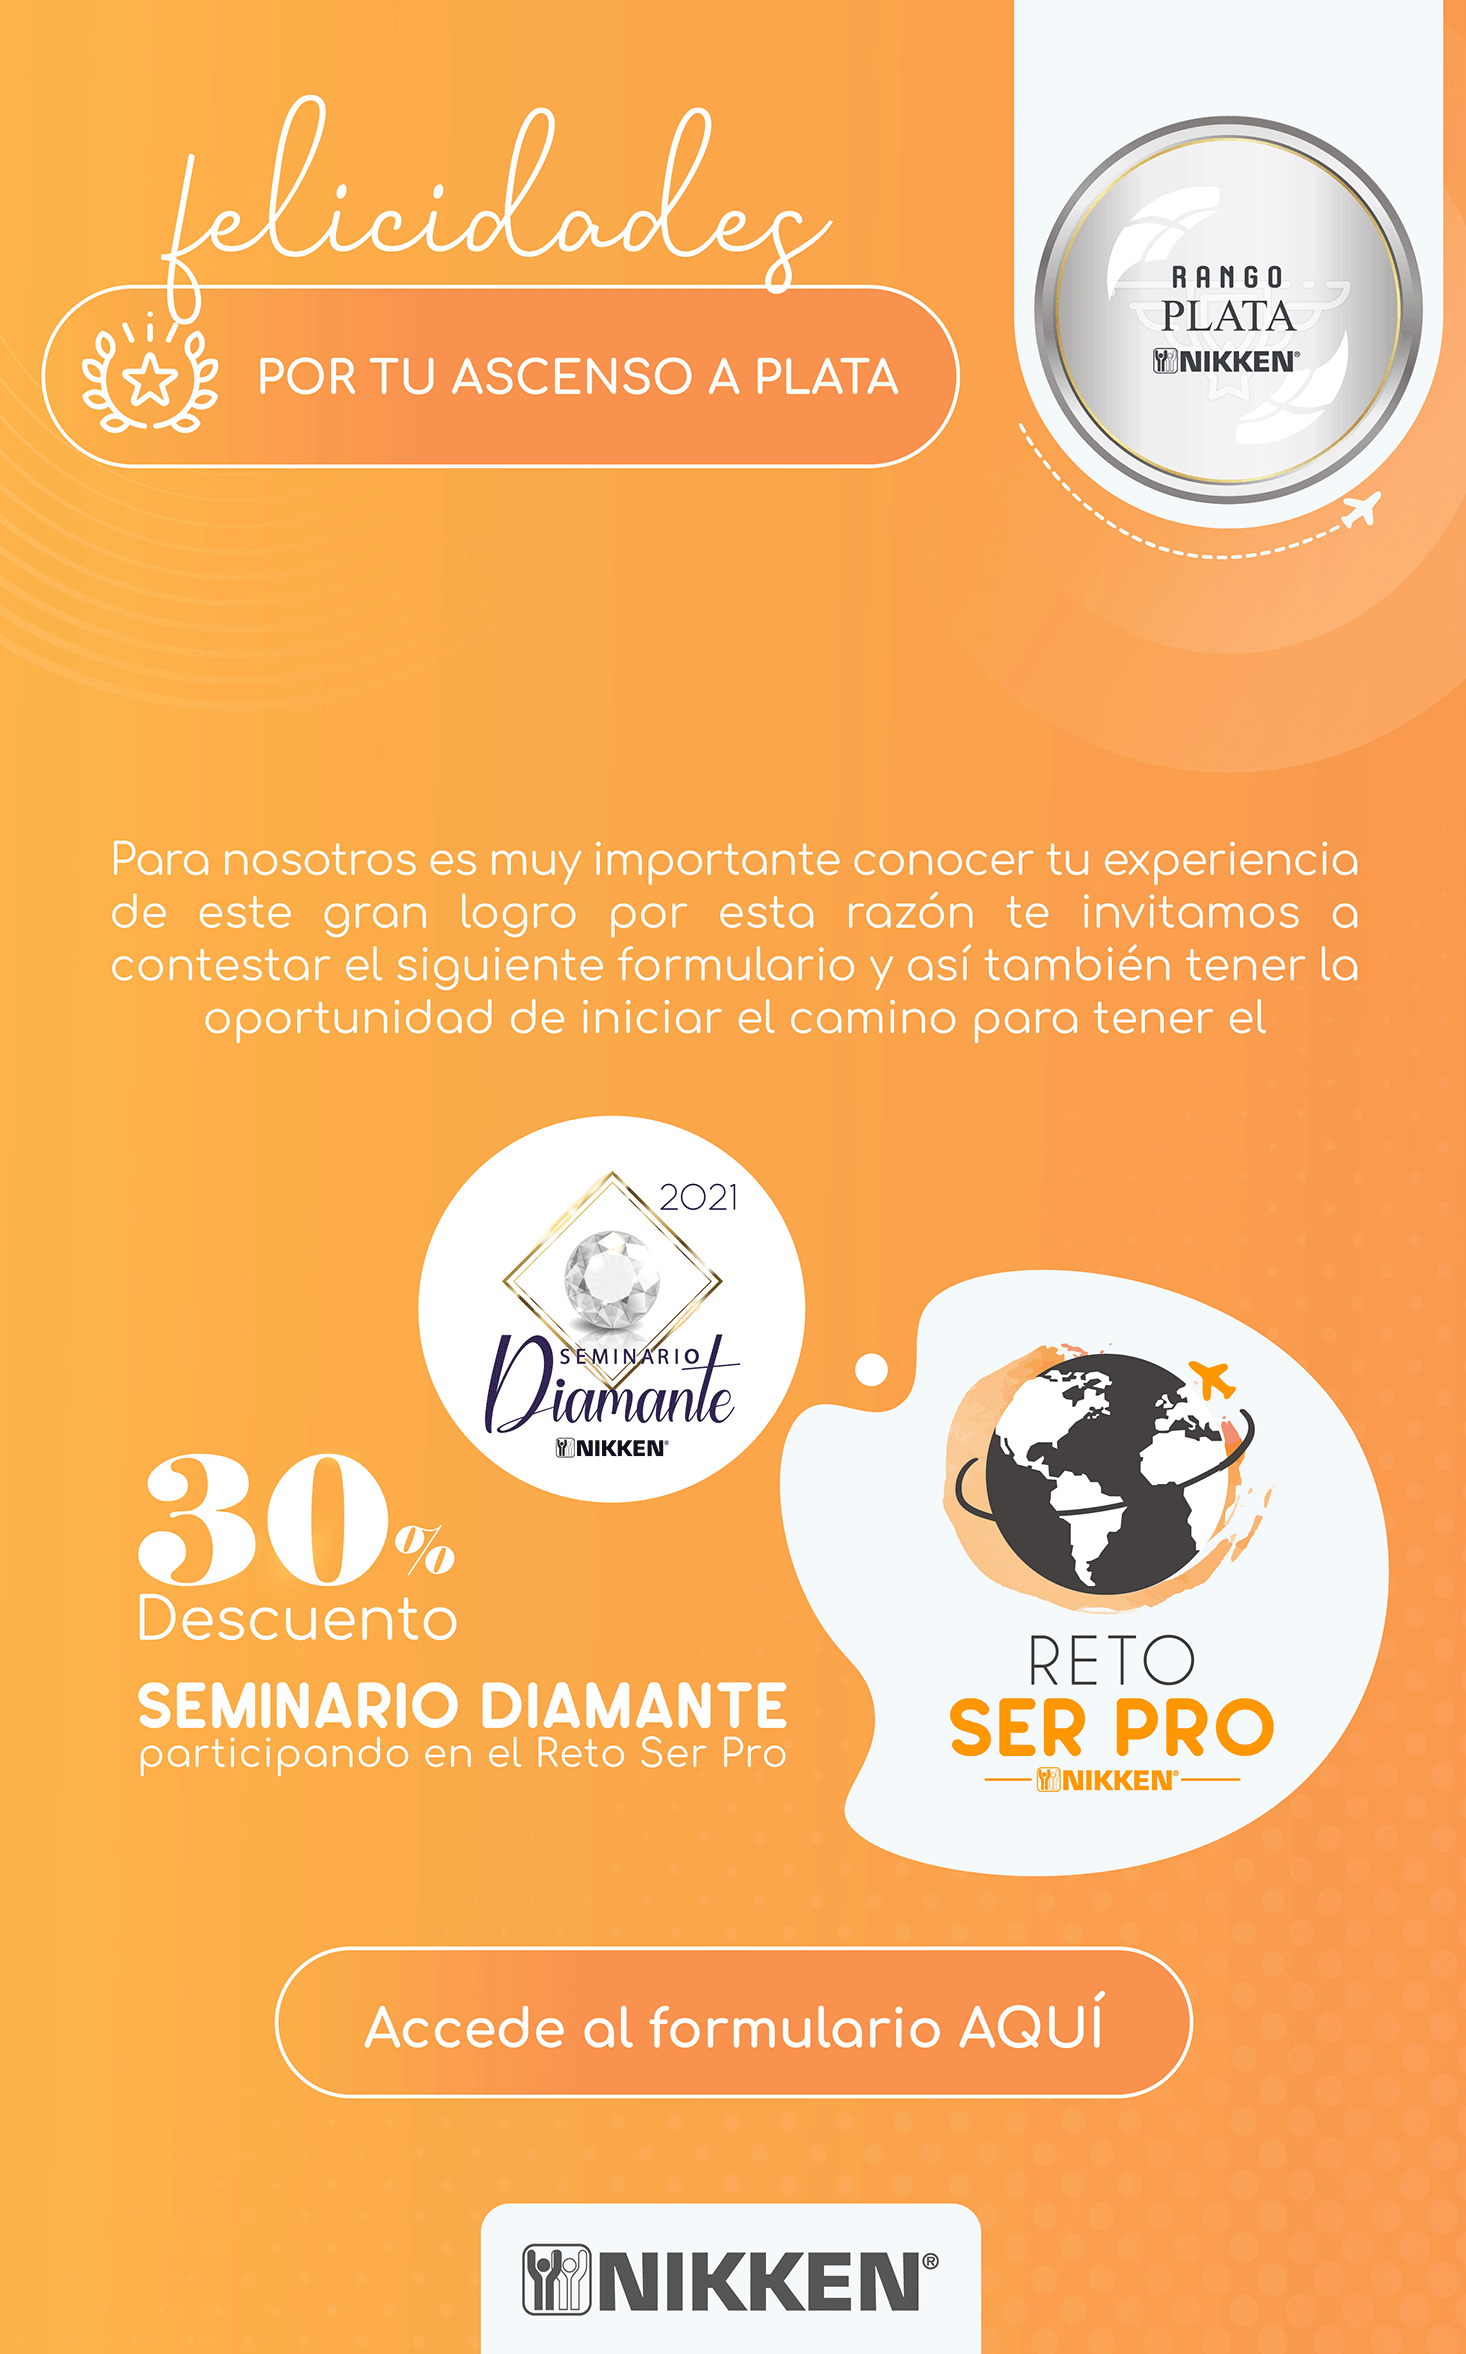 felicidades
POR TU ASCENSO A PLATA
RANGO
PLATA
NIKKEN®
Para nosotros es muy importante conocer tu experiencia
de este gran logro por esta razón te invitamos a
contestar el siguiente formulario y así también tener la
oportunidad de iniciar el camino para tener el
2021
SEMINARIO
Diamante
NIKKEN®
30%
Descuento
SEMINARIO DIAMANTE
participando en el Reto Ser Pro
RETO
SER PRO
NIKKEN®
Accede al formulario AQUÍ
NIKKEN®